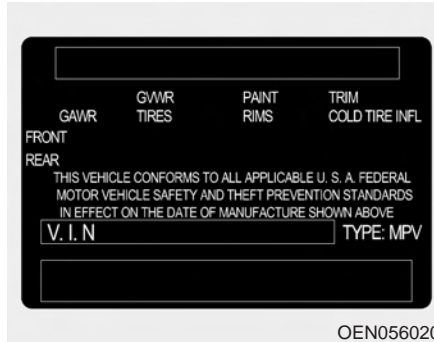 GVWR PAINT TRIM
GAWR TIRES RIMS COLD TIRE INFL
FRONT
REAR
THIS VEHICLE CONFORMS TO ALL APPLICABLE U. S. A. FEDERAL
MOTOR VEHICLE SAFETY AND THEFT PREVENTION STANDARDS
IN EFFECT ON THE DATE OF MANUFACTURE SHOWN ABOVE
V. I. N TYPE: MPV
OEN056020